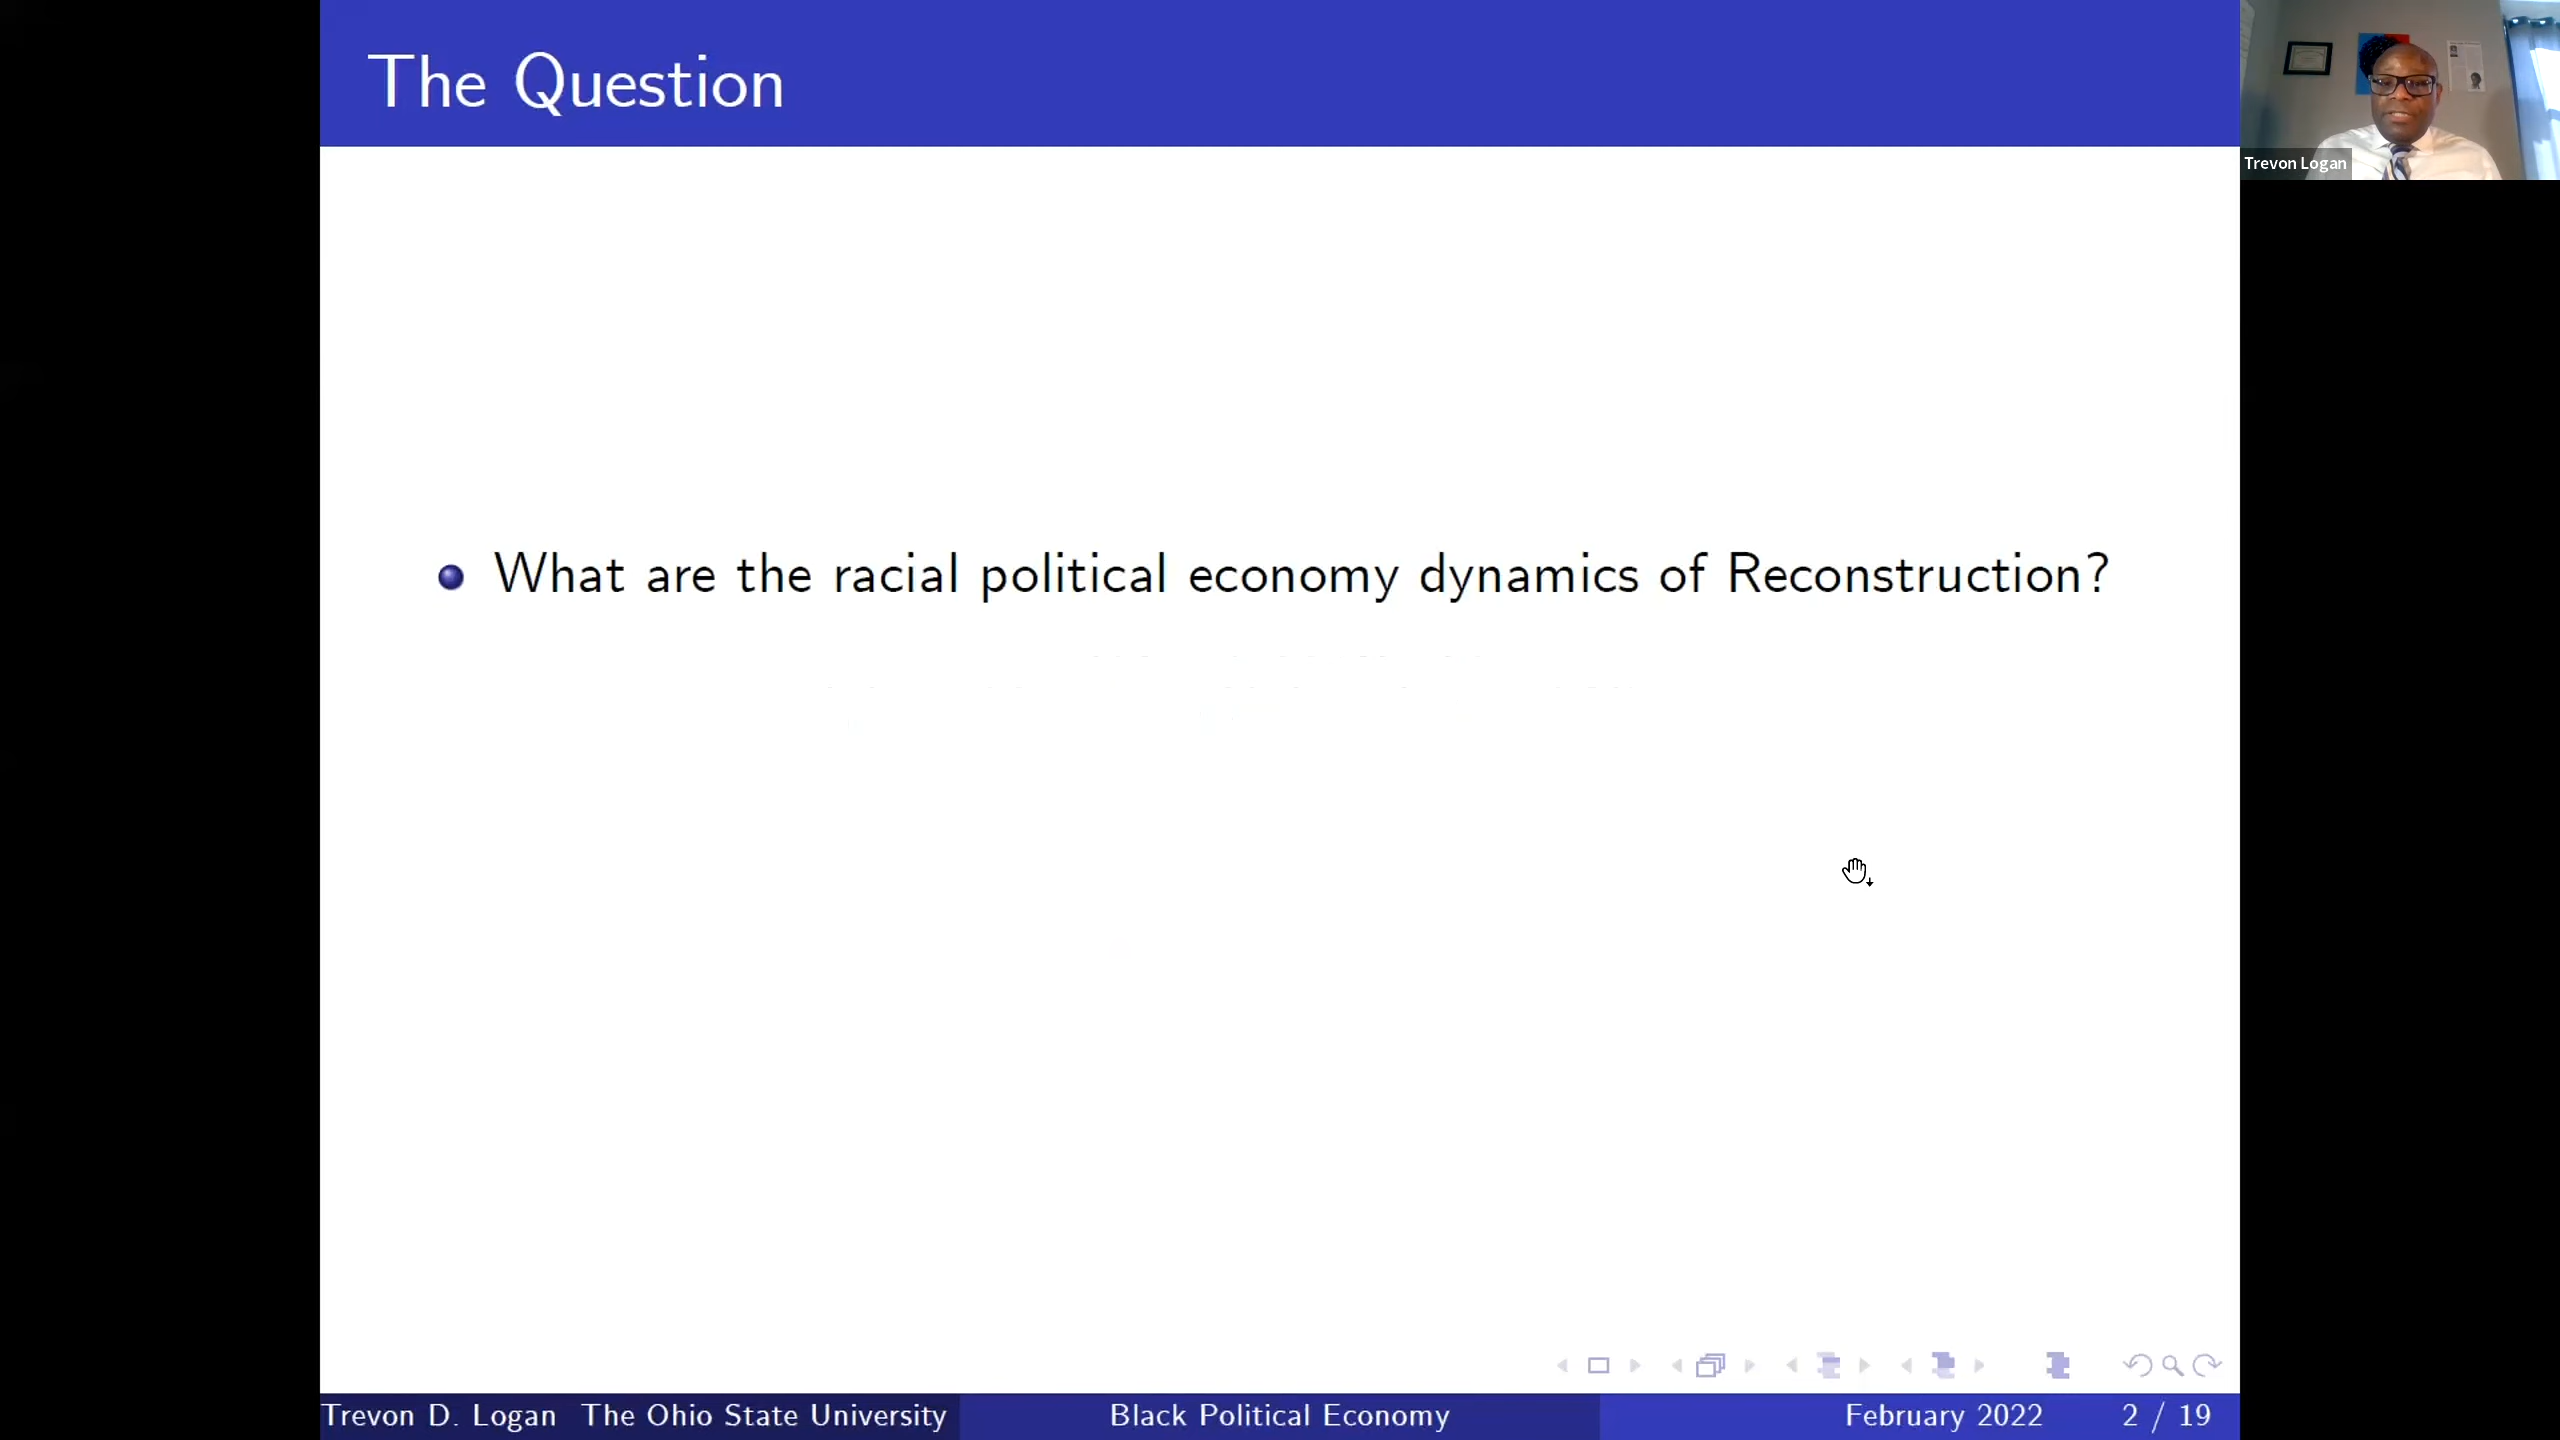 The Question
Trevon Logan
What are the racial political economy dynamics of Reconstruction?
Trevon D. Logan The Ohio State University Black Political Economy February 2022 2 / 19